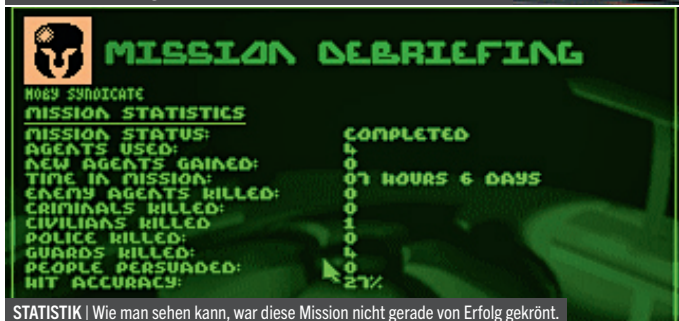 MISSION DEBRIEFING
MOBY SYNDICATE
MISSION STATISTICS
MISSION STATUS: COMPLETED
AGENTS USED: 4
NEW AGENTS GAINED: 0
TIME IN MISSION: 07 HOURS 6 DAYS
ENEMY AGENTS KILLED: 0
CRIMINALS KILLED: 0
CIVILIANS KILLED: 1
POLICE KILLED: 0
GUARDS KILLED: 4
PEOPLE PERSUADED: 0
HIT ACCURACY: 27%
STATISTIK | Wie man sehen kann, war diese Mission nicht gerade von Erfolg gekrönt.